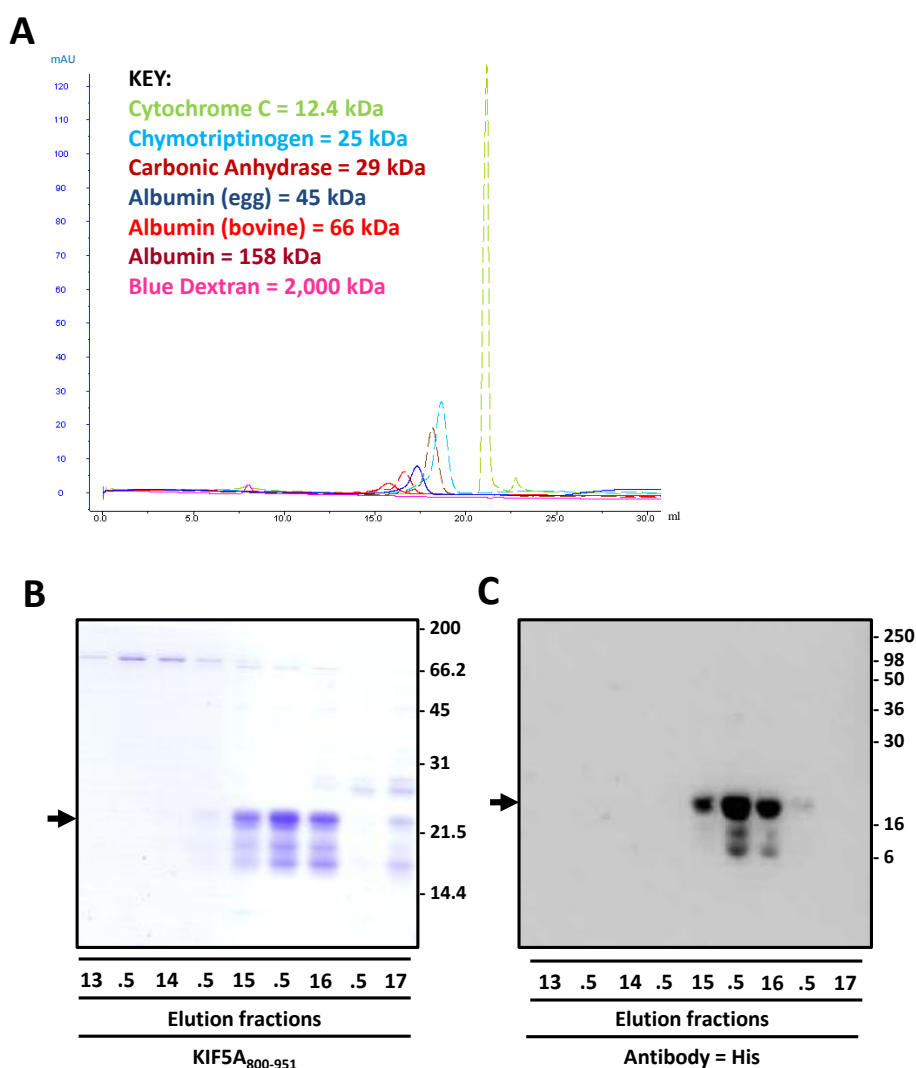 A
mAU
KEY:
Cytochrome C = 12.4 kDa
Chymotriptinogen = 25 kDa
Carbonic Anhydrase = 29 kDa
Albumin (egg) = 45 kDa
Albumin (bovine) = 66 kDa
Albumin = 158 kDa
Blue Dextran = 2,000 kDa
120
110
100
90
80
70
60
50
40
30
20
10
0
0.0 5.0 10.0 15.0 20.0 25.0 30.0 ml
B
- 200
- 66.2
- 45
- 31
- 21.5
- 14.4
13 .5 14 .5 15 .5 16 .5 17
Elution fractions
KIF5A800-951
C
- 250
- 98
- 50
- 36
- 30
- 16
- 6
13 .5 14 .5 15 .5 16 .5 17
Elution fractions
Antibody = His